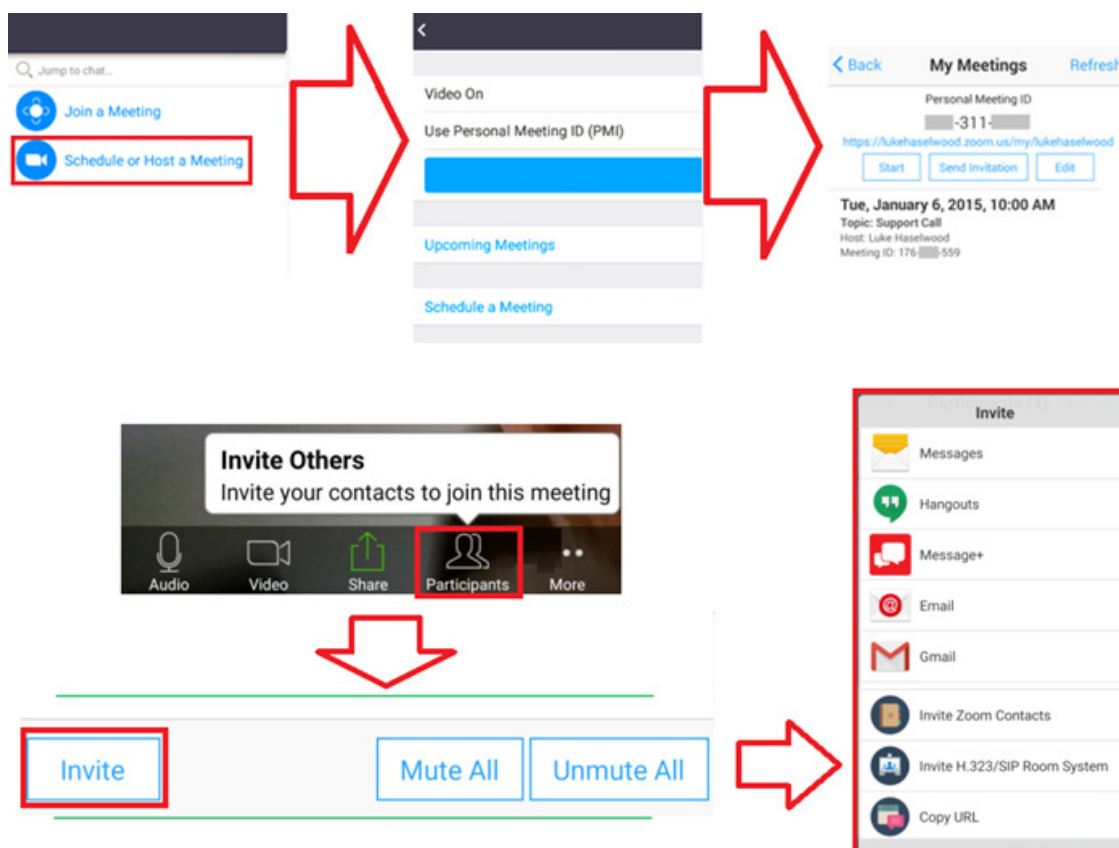 Jump to chat...
Join a Meeting
Schedule or Host a Meeting
Video On
Use Personal Meeting ID (PMI)
Upcoming Meetings
Schedule a Meeting
Back My Meetings Refresh
Personal Meeting ID
-311-
https://lukehaselwood.zoom.us/my/lukehaselwood
Start Send Invitation Edit
Tue, January 6, 2015, 10:00 AM
Topic: Support Call
Host: Luke Haselwood
Meeting ID: 176- -559
Invite Others
Invite your contacts to join this meeting
Audio Video Share Participants More
Invite Mute All Unmute All
Participants (1)
Invite
Messages
Hangouts
Message+
Email
Gmail
Invite Zoom Contacts
Invite H.323/SIP Room System
Copy URL